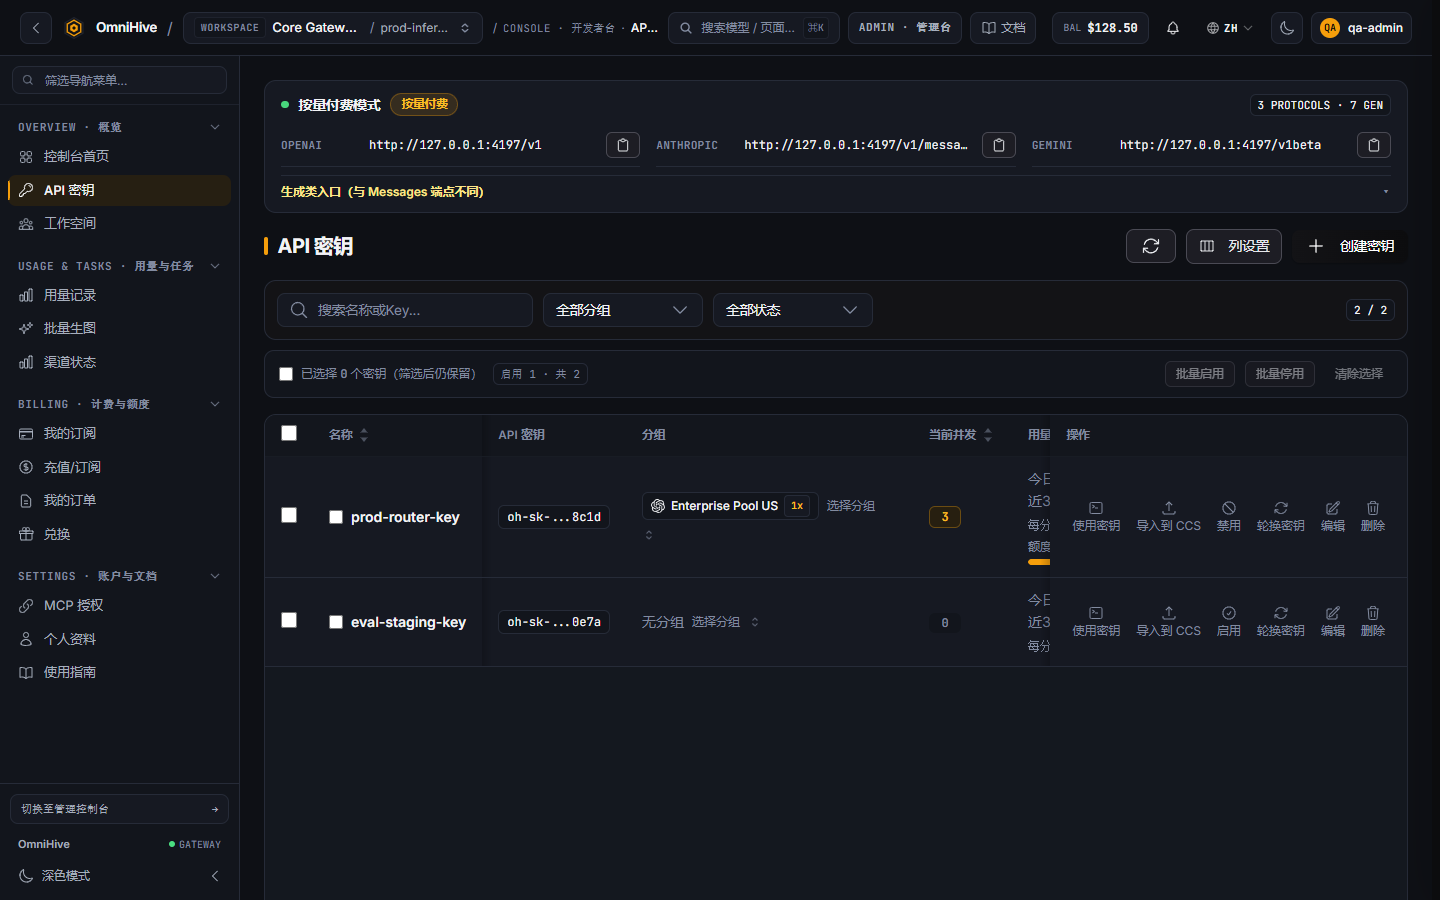 OmniHive / WORKSPACE Core Gatew... / prod-infer... / CONSOLE · 开发者台 · AP... 搜索模型 / 页面... ⌘K ADMIN · 管理台 文档 BAL $128.50 ZH QA qa-admin
筛选导航菜单...
OVERVIEW · 概览
控制台首页
API 密钥
工作空间
USAGE & TASKS · 用量与任务
用量记录
批量生图
渠道状态
BILLING · 计费与额度
我的订阅
充值/订阅
我的订单
兑换
SETTINGS · 账户与文档
MCP 授权
个人资料
使用指南
切换至管理控制台 →
OmniHive GATEWAY
深色模式
按量付费模式 按量付费 3 PROTOCOLS · 7 GEN
OPENAI http://127.0.0.1:4197/v1 ANTHROPIC http://127.0.0.1:4197/v1/messa… GEMINI http://127.0.0.1:4197/v1beta
生成类入口（与 Messages 端点不同）
API 密钥 列设置 创建密钥
搜索名称或Key... 全部分组 全部状态 2 / 2
已选择 0 个密钥（筛选后仍保留） 启用 1 · 共 2 批量启用 批量停用 清除选择
名称 API 密钥 分组 当前并发 用量 操作
prod-router-key oh-sk-...8c1d Enterprise Pool US 1x 选择分组 3
今日
近3
每分
额度
使用密钥 导入到 CCS 禁用 轮换密钥 编辑 删除
eval-staging-key oh-sk-...0e7a 无分组 选择分组 0
今日
近3
每分
使用密钥 导入到 CCS 启用 轮换密钥 编辑 删除